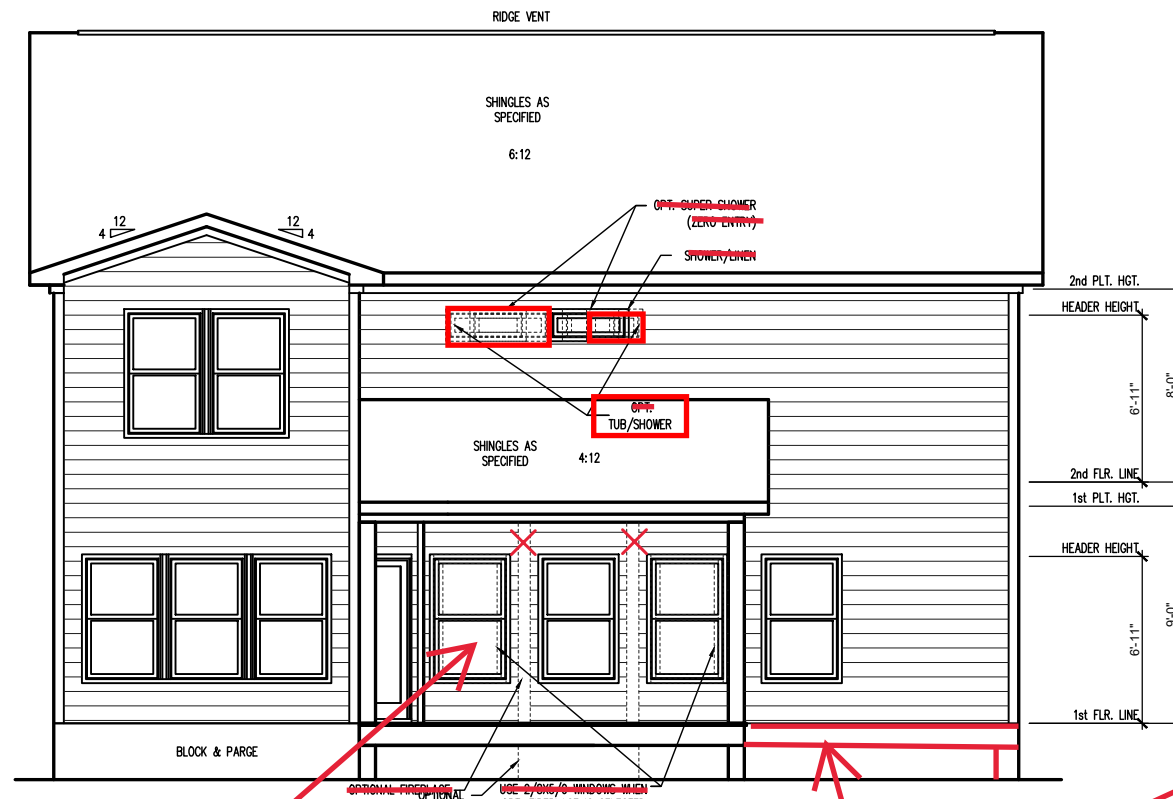 RIDGE VENT
SHINGLES AS
SPECIFIED
6:12
12
4
12
4
OPT. SUPER SHOWER
(ZERO ENTRY)
SHOWER/LINEN
2nd PLT. HGT.
HEADER HEIGHT
6'-11"
8'-0"
OPT.
TUB/SHOWER
SHINGLES AS
SPECIFIED
4:12
2nd FLR. LINE
1st PLT. HGT.
HEADER HEIGHT
6'-11"
9'-0"
1st FLR. LINE
BLOCK & PARGE
OPTIONAL FIREPLACE
OPTIONAL
USE 2/8X5/0 WINDOWS WHEN